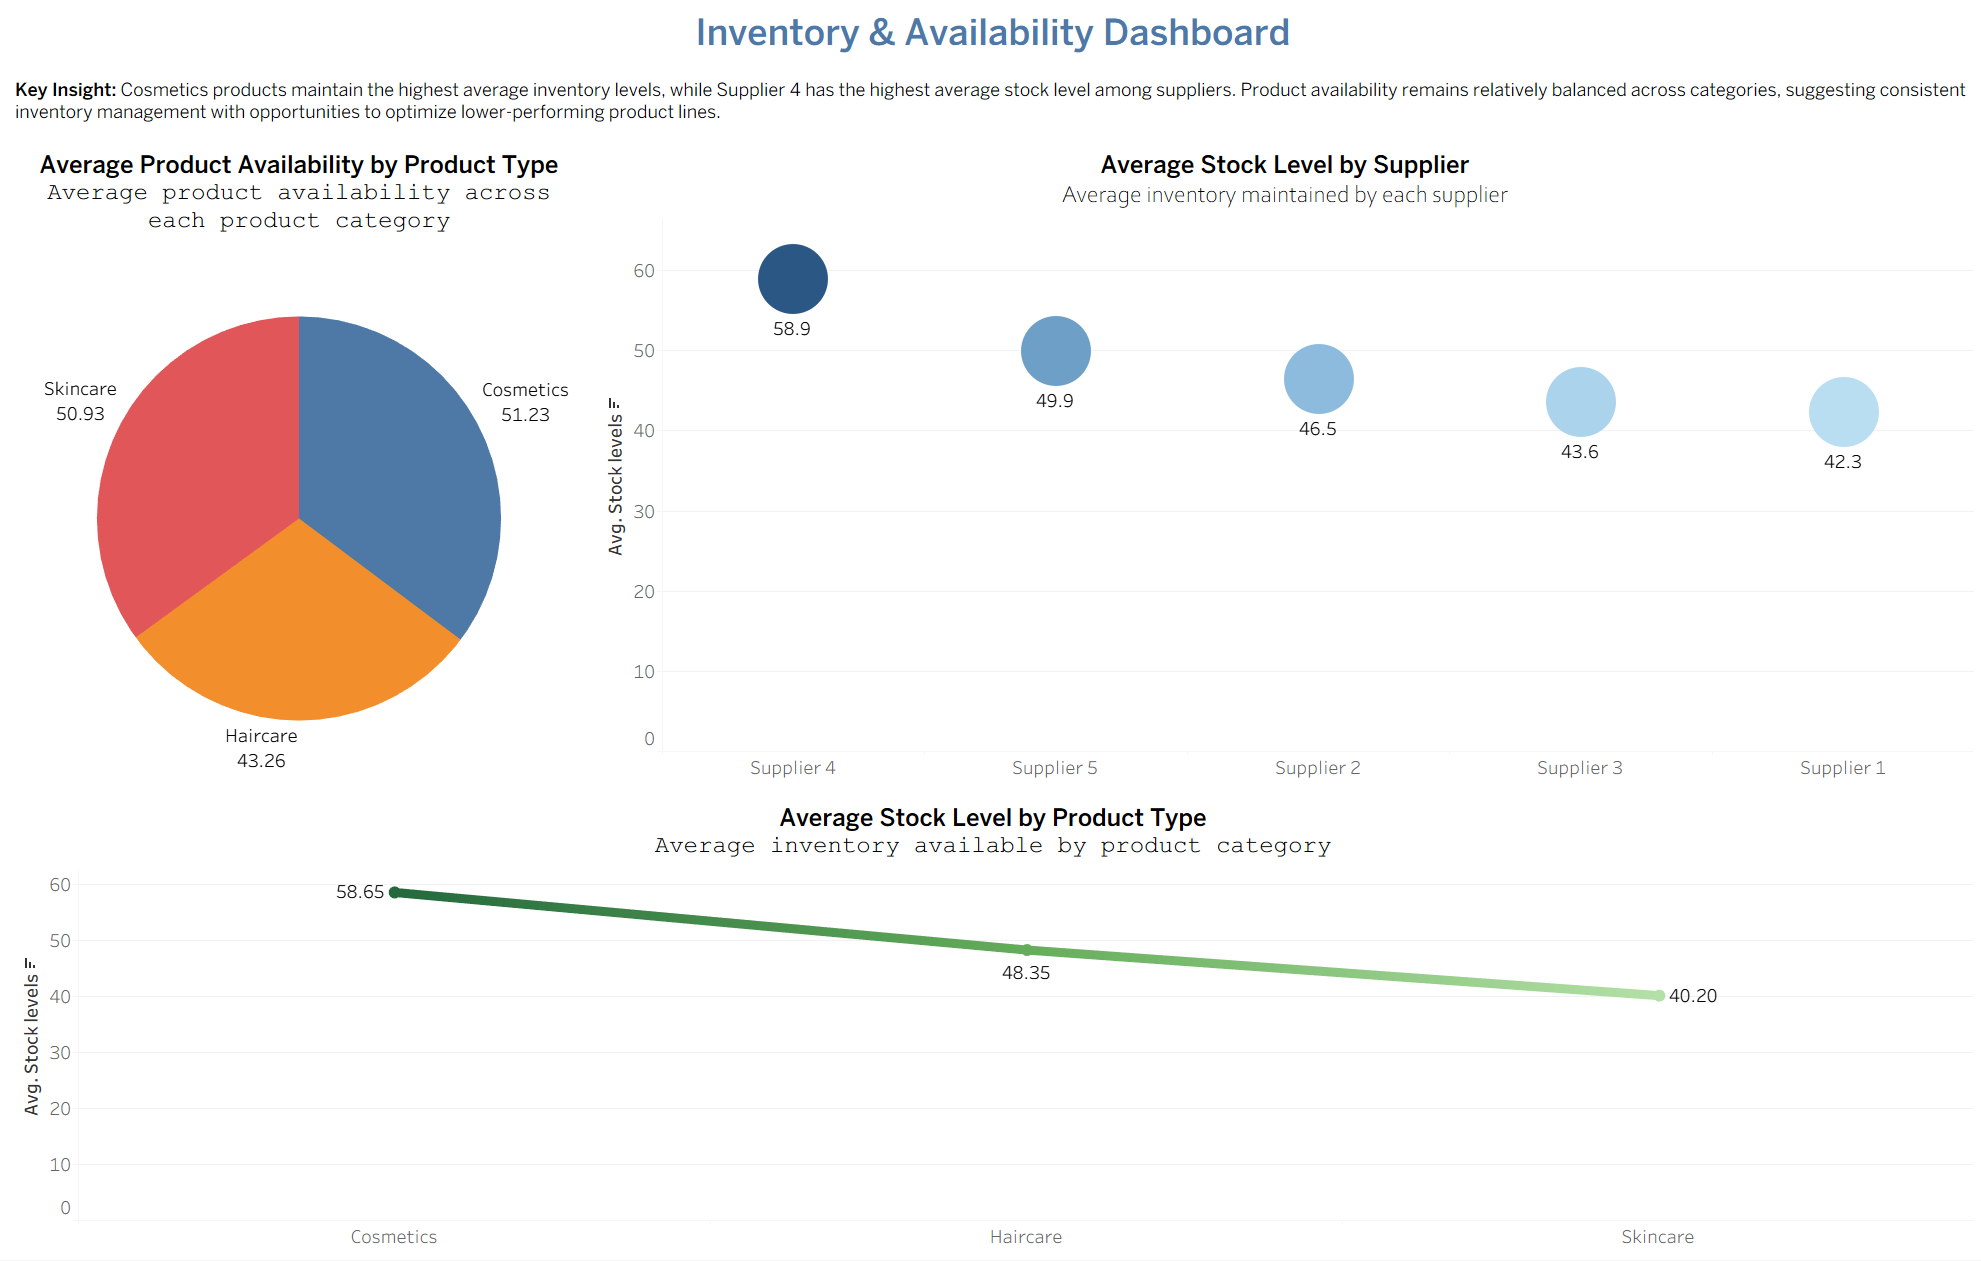 Inventory & Availability Dashboard
Key Insight: Cosmetics products maintain the highest average inventory levels, while Supplier 4 has the highest average stock level among suppliers. Product availability remains relatively balanced across categories, suggesting consistent
inventory management with opportunities to optimize lower-performing product lines.
Average Product Availability by Product Type
Average product availability across
each product category
Skincare
50.93
Cosmetics
51.23
Haircare
43.26
Average Stock Level by Supplier
Average inventory maintained by each supplier
Avg. Stock levels
60
50
40
30
20
10
0
58.9
49.9
46.5
43.6
42.3
Supplier 4
Supplier 5
Supplier 2
Supplier 3
Supplier 1
Average Stock Level by Product Type
Average inventory available by product category
Avg. Stock levels
60
50
40
30
20
10
0
58.65
48.35
40.20
Cosmetics
Haircare
Skincare